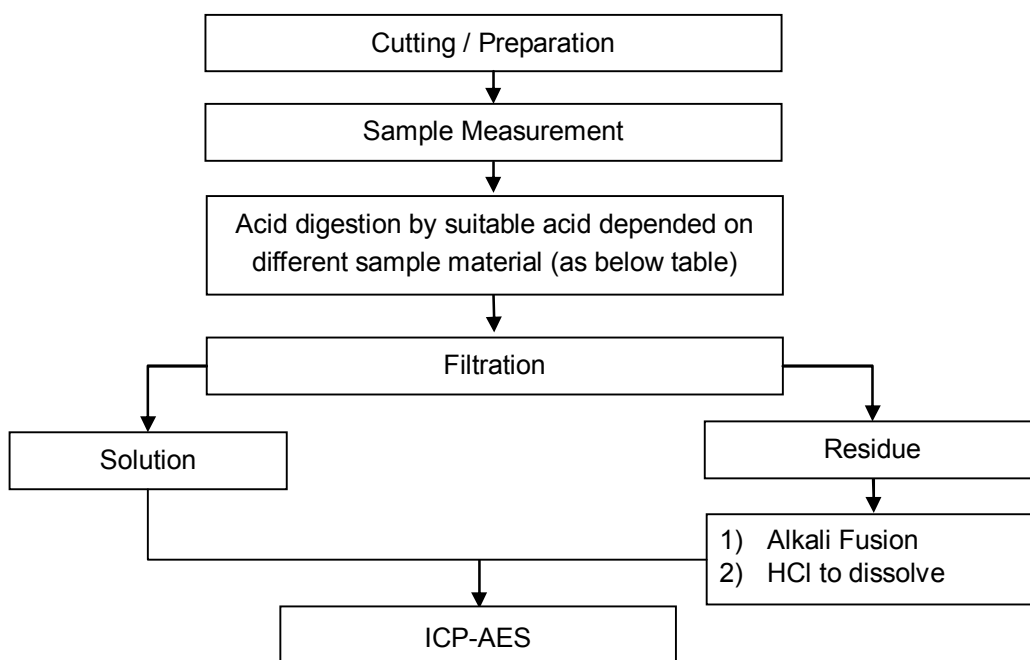 Cutting / Preparation
Sample Measurement
Acid digestion by suitable acid depended on
different sample material (as below table)
Filtration
Solution
Residue
1) Alkali Fusion
2) HCl to dissolve
ICP-AES